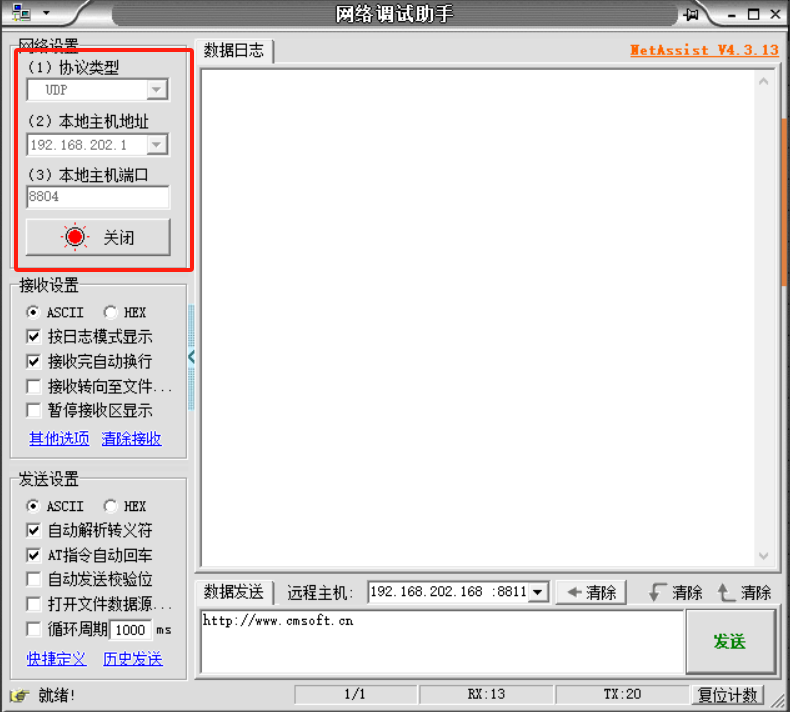 网络调试助手
网络设置
(1) 协议类型
UDP
(2) 本地主机地址
192.168.202.1
(3) 本地主机端口
8804
关闭
接收设置
ASCII HEX
按日志模式显示
接收完自动换行
接收转向至文件...
暂停接收区显示
其他选项 清除接收
发送设置
ASCII HEX
自动解析转义符
AT指令自动回车
自动发送校验位
打开文件数据源...
循环周期 1000 ms
快捷定义 历史发送
数据日志 NetAssist V4.3.13
数据发送 远程主机: 192.168.202.168 :8811 清除 清除 清除
http://www.cmsoft.cn
发送
就绪! 1/1 RX:13 TX:20 复位计数